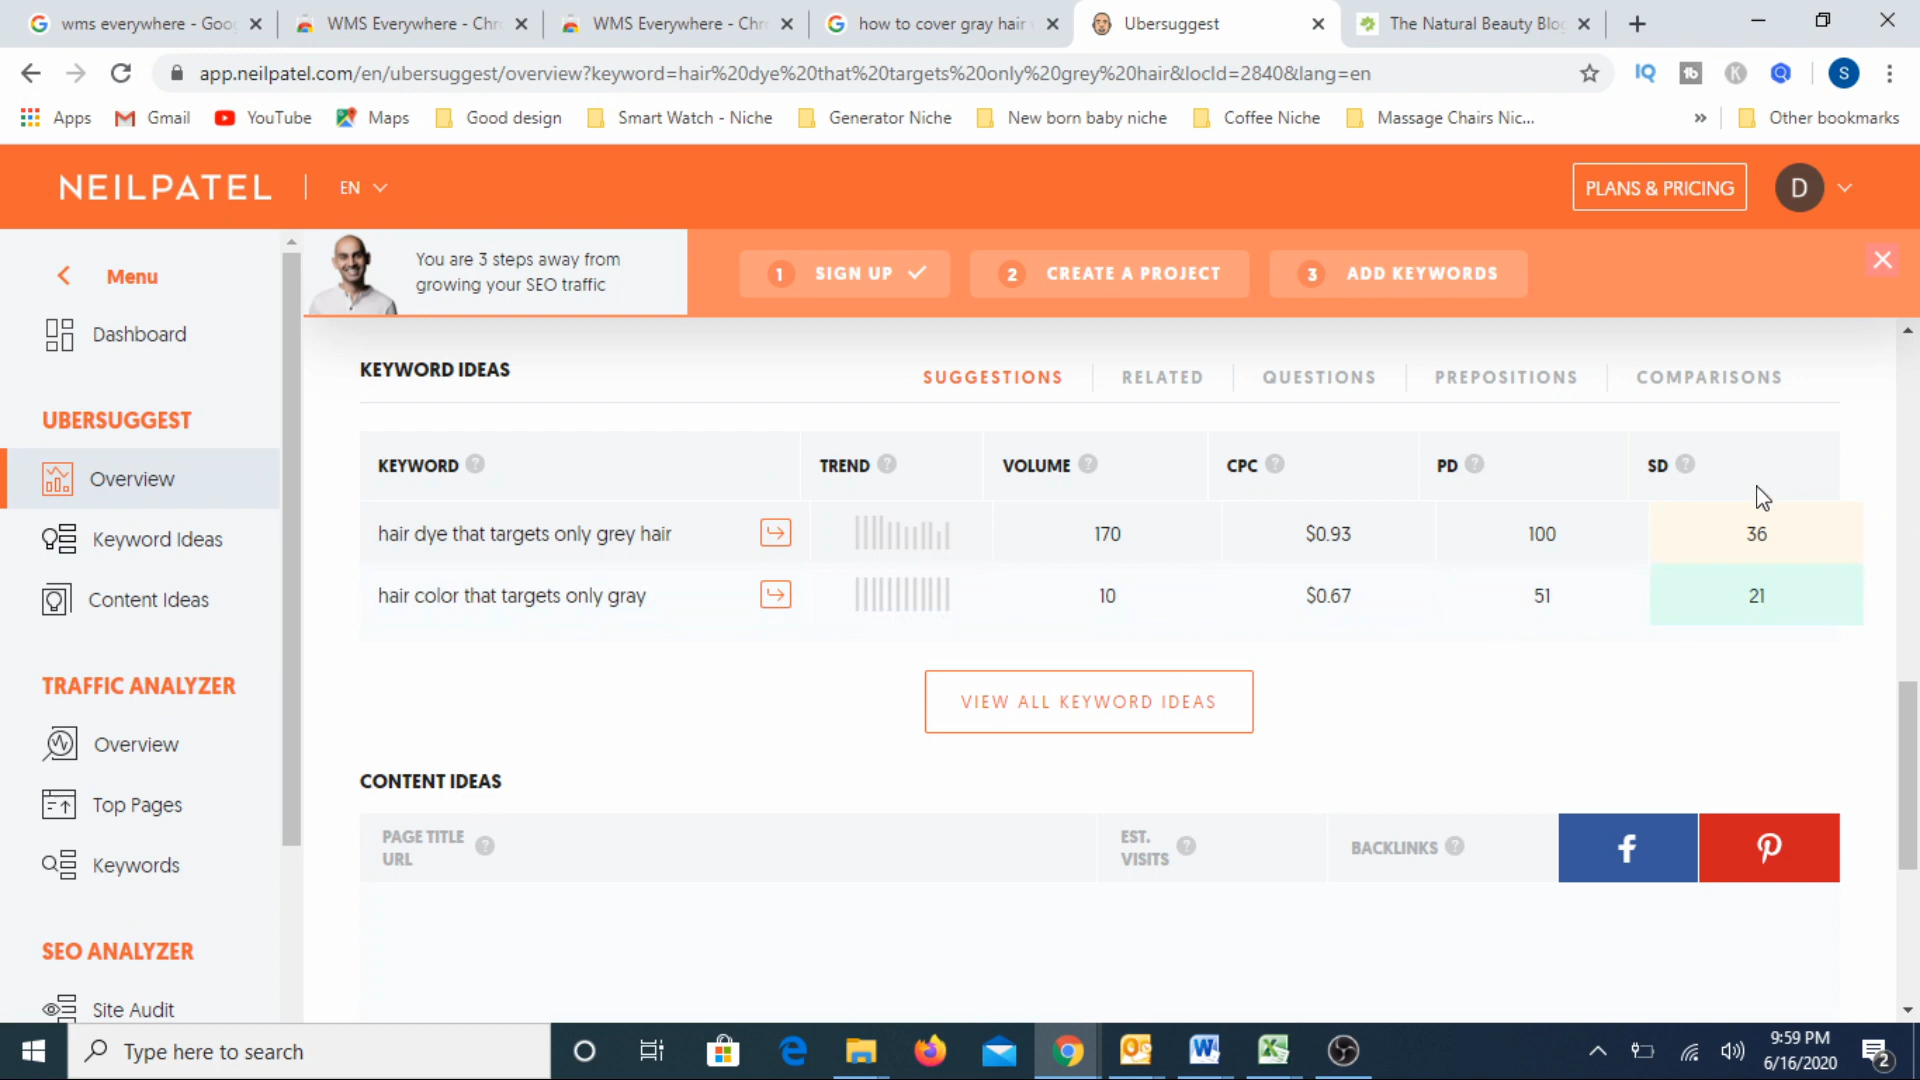 wms everywhere - Goo
WMS Everywhere - Chr
WMS Everywhere - Chr
how to cover gray hair
Ubersuggest
The Natural Beauty Blo
app.neilpatel.com/en/ubersuggest/overview?keyword=hair%20dye%20that%20targets%20only%20grey%20hair&locId=2840&lang=en
IQ
K
S
Apps
Gmail
YouTube
Maps
Good design
Smart Watch - Niche
Generator Niche
New born baby niche
Coffee Niche
Massage Chairs Nic...
»
Other bookmarks
NEILPATEL
EN
PLANS & PRICING
D
You are 3 steps away from
growing your SEO traffic
1 SIGN UP
2 CREATE A PROJECT
3 ADD KEYWORDS
Menu
Dashboard
UBERSUGGEST
Overview
Keyword Ideas
Content Ideas
TRAFFIC ANALYZER
Overview
Top Pages
Keywords
SEO ANALYZER
Site Audit
KEYWORD IDEAS
SUGGESTIONS
RELATED
QUESTIONS
PREPOSITIONS
COMPARISONS
KEYWORD ? TREND ? VOLUME ? CPC ? PD ? SD ?
hair dye that targets only grey hair 170 $0.93 100 36
hair color that targets only gray 10 $0.67 51 21
VIEW ALL KEYWORD IDEAS
CONTENT IDEAS
PAGE TITLE
URL
?
EST.
VISITS
?
BACKLINKS ?
Type here to search
9:59 PM
6/16/2020
2